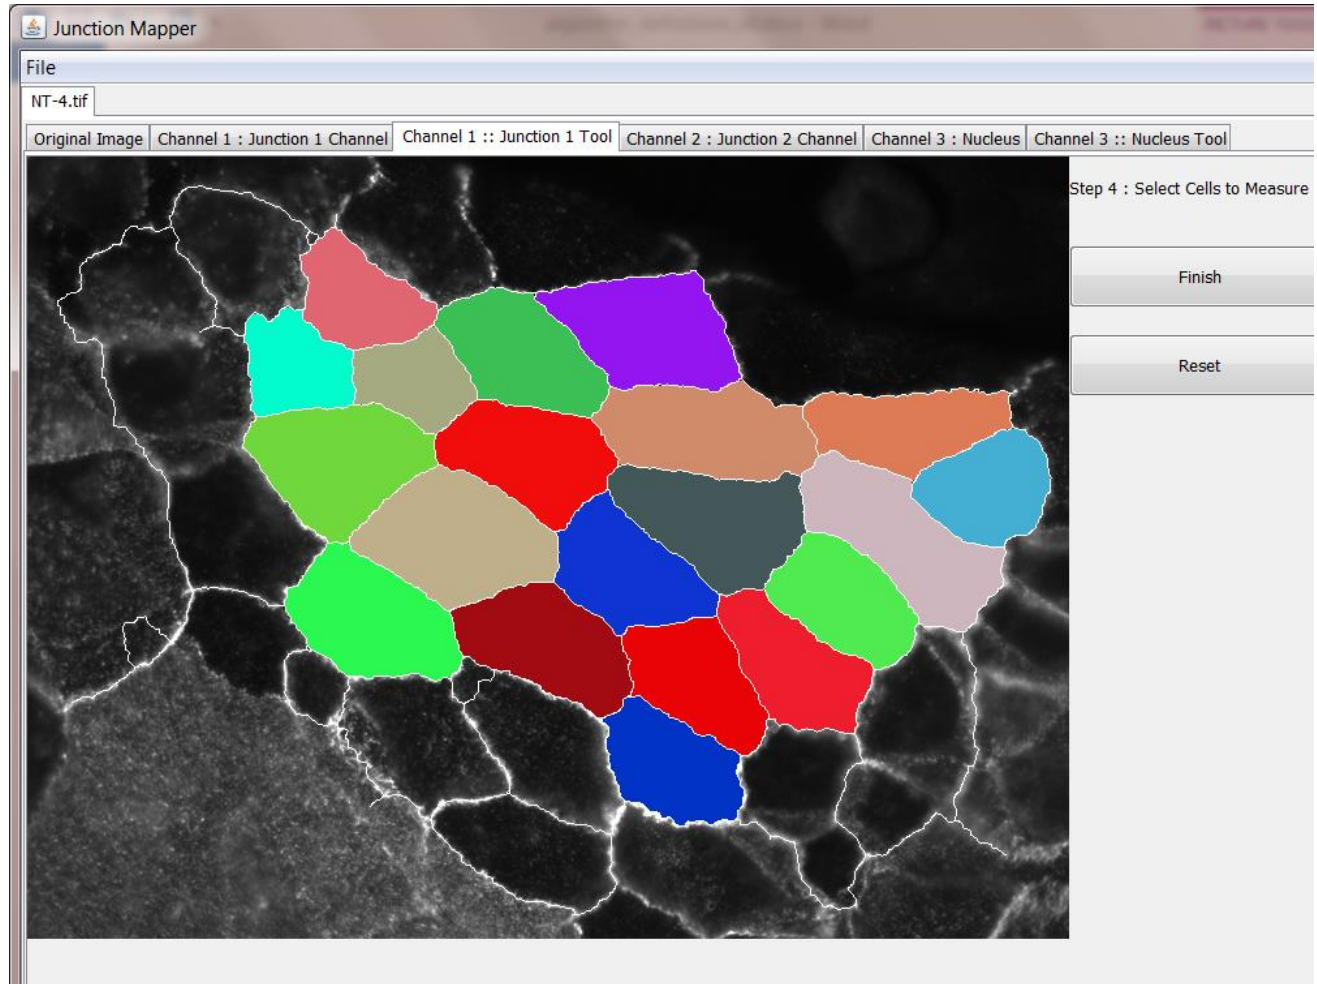 Junction Mapper
File
NT-4.tif
Original Image Channel 1 : Junction 1 Channel Channel 1 :: Junction 1 Tool Channel 2 : Junction 2 Channel Channel 3 : Nucleus Channel 3 :: Nucleus Tool
Step 4 : Select Cells to Measure
Finish
Reset